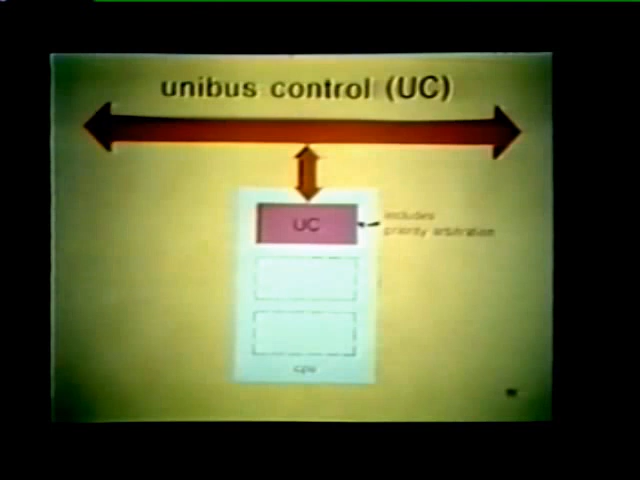 unibus control (UC)
UC
includes
priority arbitration
cpu